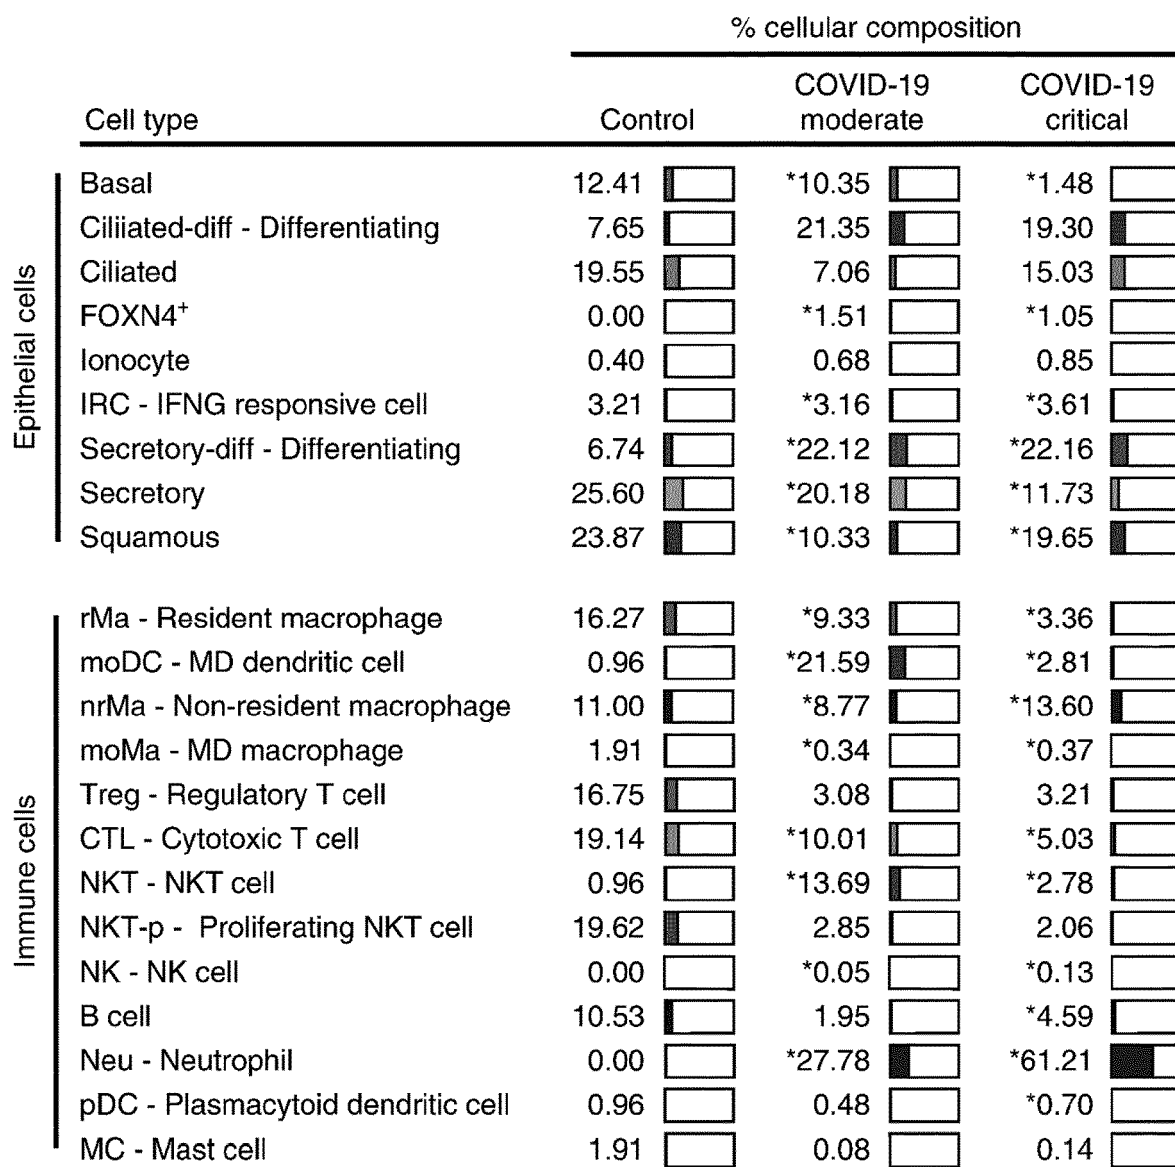 % cellular composition
Cell type Control COVID-19 moderate COVID-19 critical
Epithelial cells
Basal 12.41 *10.35 *1.48
Ciliiated-diff - Differentiating 7.65 21.35 19.30
Ciliated 19.55 7.06 15.03
FOXN4+ 0.00 *1.51 *1.05
Ionocyte 0.40 0.68 0.85
IRC - IFNG responsive cell 3.21 *3.16 *3.61
Secretory-diff - Differentiating 6.74 *22.12 *22.16
Secretory 25.60 *20.18 *11.73
Squamous 23.87 *10.33 *19.65
Immune cells
rMa - Resident macrophage 16.27 *9.33 *3.36
moDC - MD dendritic cell 0.96 *21.59 *2.81
nrMa - Non-resident macrophage 11.00 *8.77 *13.60
moMa - MD macrophage 1.91 *0.34 *0.37
Treg - Regulatory T cell 16.75 3.08 3.21
CTL - Cytotoxic T cell 19.14 *10.01 *5.03
NKT - NKT cell 0.96 *13.69 *2.78
NKT-p - Proliferating NKT cell 19.62 2.85 2.06
NK - NK cell 0.00 *0.05 *0.13
B cell 10.53 1.95 *4.59
Neu - Neutrophil 0.00 *27.78 *61.21
pDC - Plasmacytoid dendritic cell 0.96 0.48 *0.70
MC - Mast cell 1.91 0.08 0.14